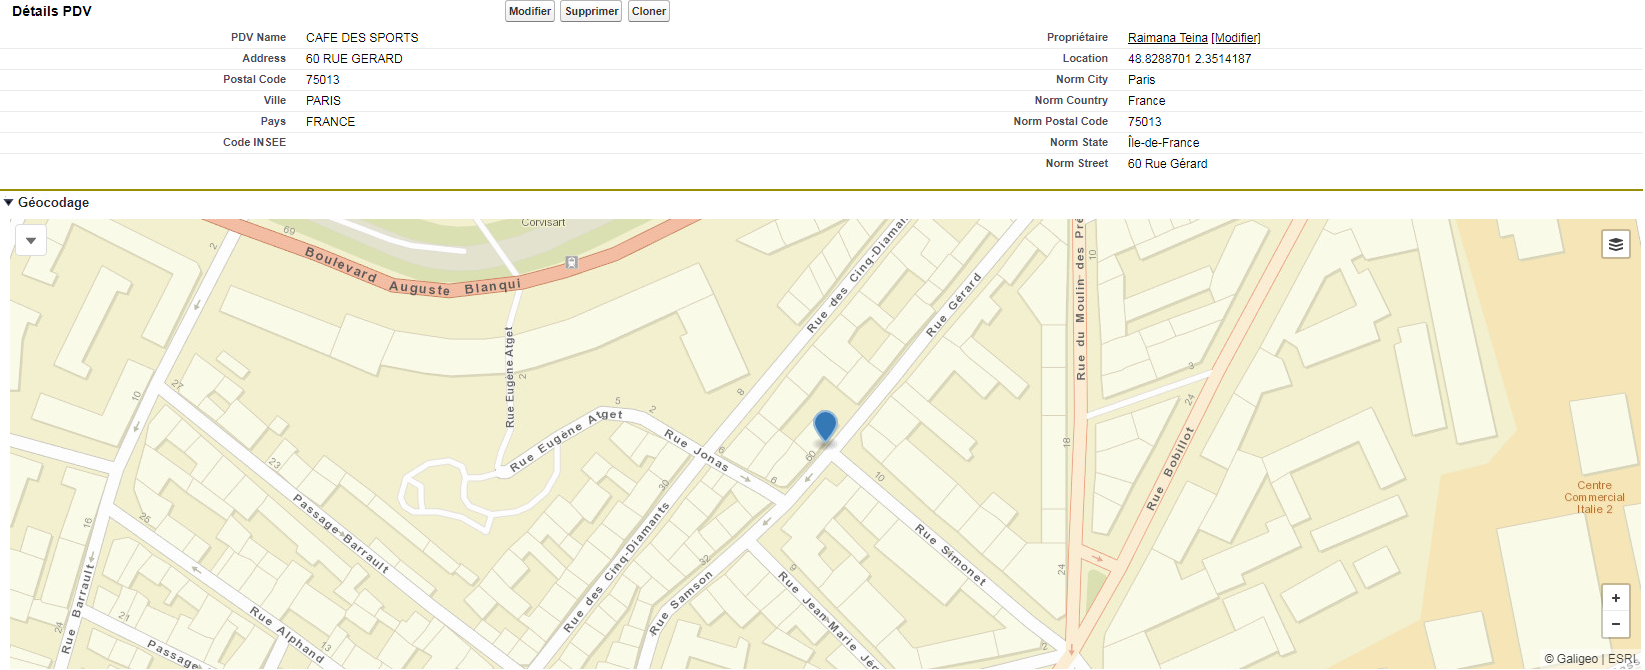 Détails PDV
Modifier
Supprimer
Cloner
PDV Name
CAFE DES SPORTS
Propriétaire
Raimana Teina [Modifier]
Address
60 RUE GERARD
Location
48.8288701 2.3514187
Postal Code
75013
Norm City
Paris
Ville
PARIS
Norm Country
France
Pays
FRANCE
Norm Postal Code
75013
Code INSEE
Norm State
Île-de-France
Norm Street
60 Rue Gérard
Géocodage
Corvisart
69
2
10
Boulevard Auguste Blanqui
Rue des Cinq-Diamants
Rue Gérard
Rue du Moulin des Pré
Rue Eugène Atget
2
3
27
10
8
24
5
2
Rue Eugène Atget
Rue Jonas
6
6
60
18
Rue Bobillot
23
30
10
Centre
Commercial
Italie 2
Passage Barrault
Rue des Cinq-Diamants
16
25
Rue Simonet
32
9
24
Rue Samson
Rue Barrault
Rue Jean-Marie Jég
21
24
Rue Alphand
13
12
Passage
+
−
© Galigeo | ESRI